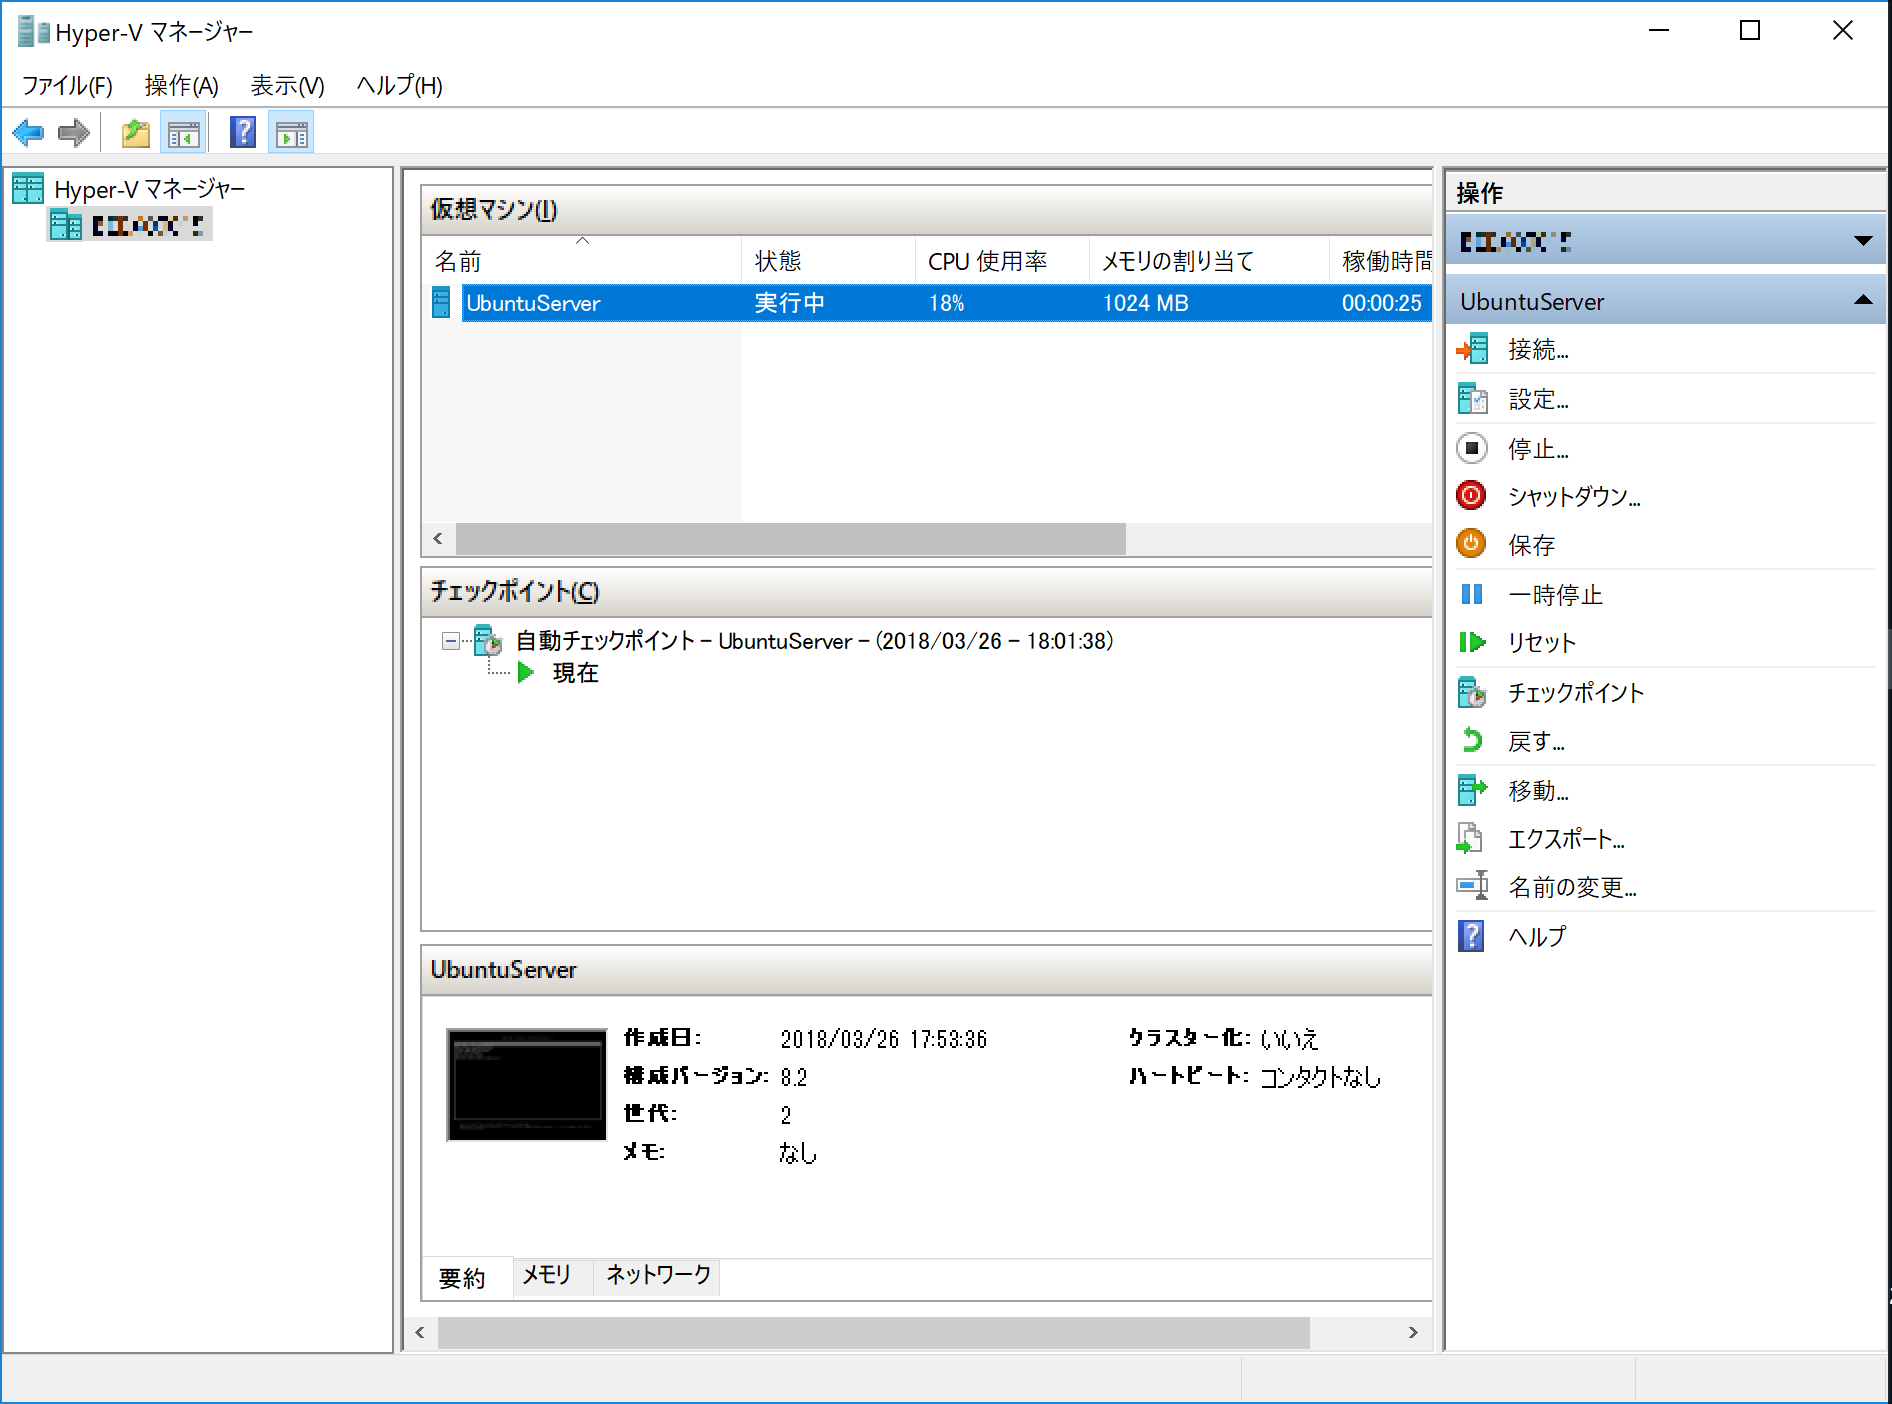 Hyper-V マネージャー
ファイル(F) 操作(A) 表示(V) ヘルプ(H)
Hyper-V マネージャー
仮想マシン(I)
名前 状態 CPU 使用率 メモリの割り当て 稼働時間
UbuntuServer 実行中 18% 1024 MB 00:00:25
チェックポイント(C)
自動チェックポイント - UbuntuServer - (2018/03/26 - 18:01:38)
現在
UbuntuServer
作成日: 2018/03/26 17:53:36 クラスター化: いいえ
構成バージョン: 8.2 ハートビート: コンタクトなし
世代: 2
メモ: なし
要約 メモリ ネットワーク
操作
UbuntuServer
接続...
設定...
停止...
シャットダウン...
保存
一時停止
リセット
チェックポイント
戻す...
移動...
エクスポート...
名前の変更...
ヘルプ